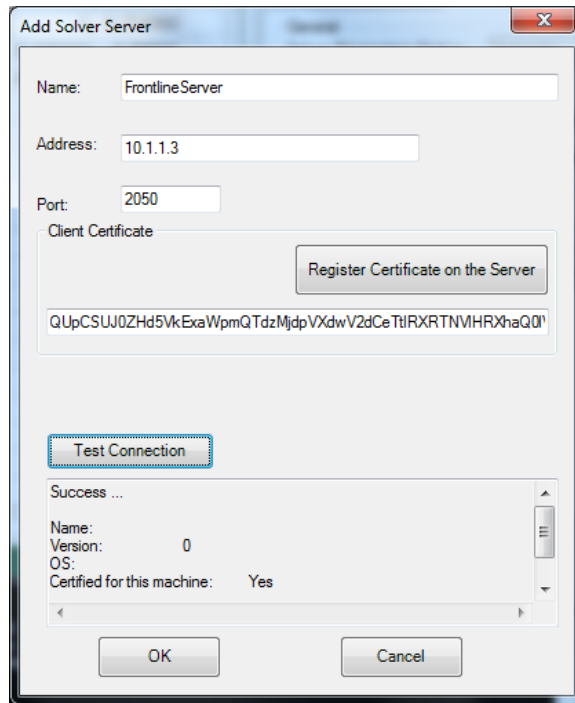 Add Solver Server
Name: FrontlineServer
Address: 10.1.1.3
Port: 2050
Client Certificate
Register Certificate on the Server
Test Connection
Success ...
Name:
Version: 0
OS:
Certified for this machine: Yes
OK Cancel